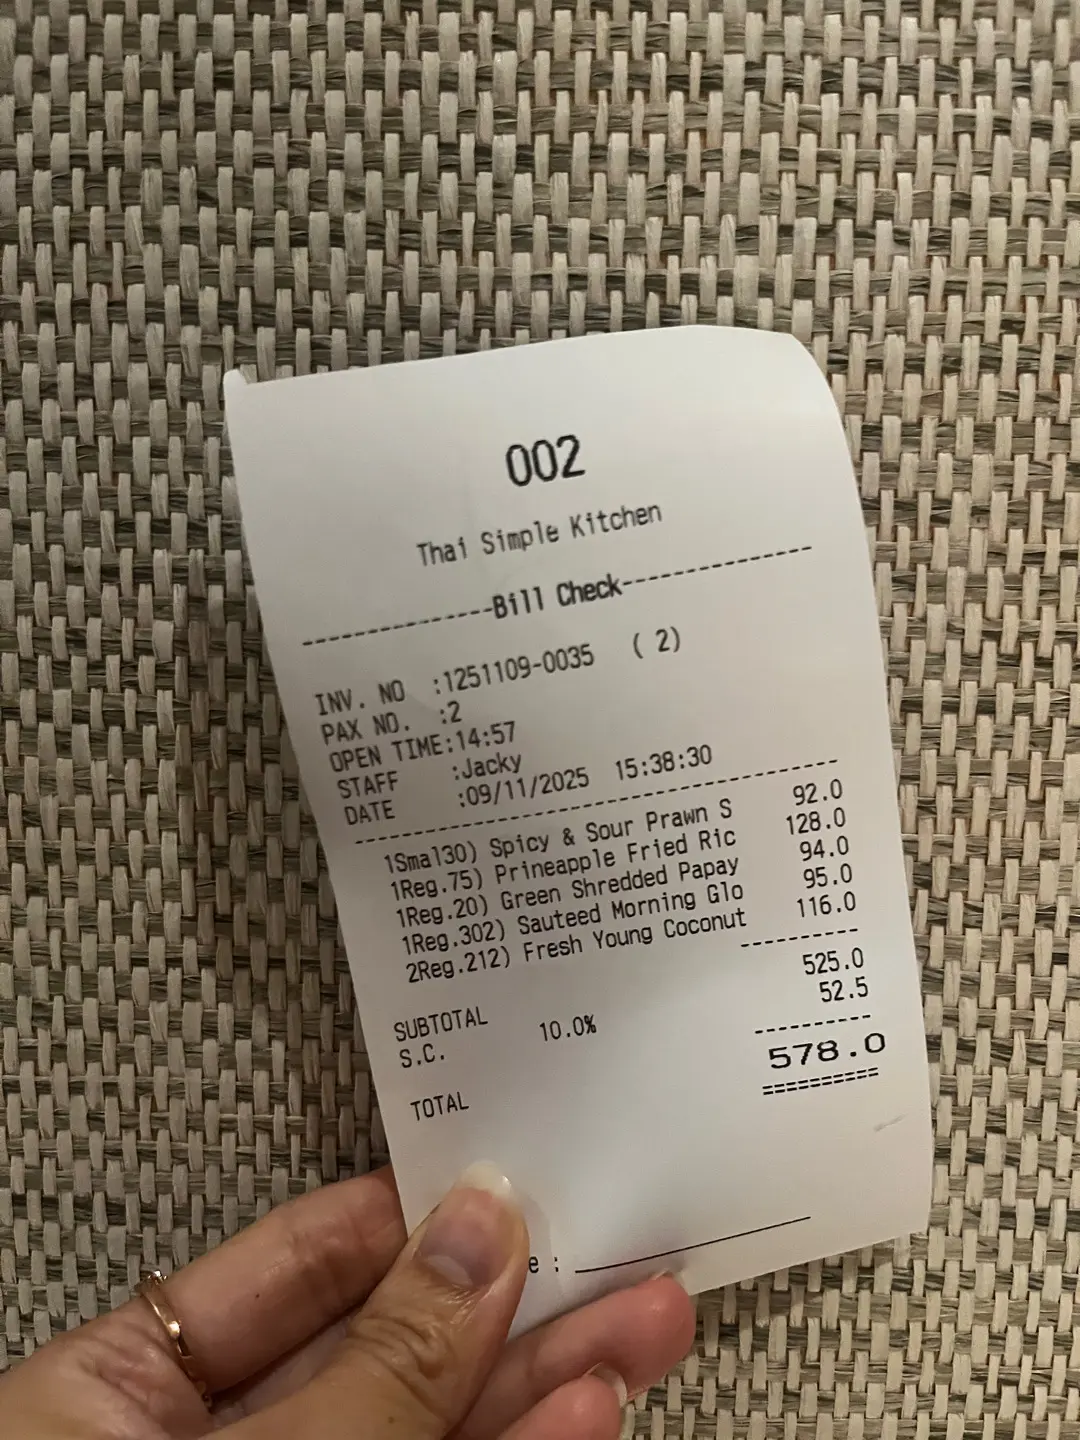 002
Thai Simple Kitchen
---------------Bill Check---------------
INV. NO :1251109-0035 ( 2)
PAX NO. :2
OPEN TIME:14:57
STAFF :Jacky
DATE :09/11/2025 15:38:30
1Smal30) Spicy & Sour Prawn S 92.0
1Reg.75) Prineapple Fried Ric 128.0
1Reg.20) Green Shredded Papay 94.0
1Reg.302) Sauteed Morning Glo 95.0
2Reg.212) Fresh Young Coconut 116.0
SUBTOTAL 525.0
S.C. 10.0% 52.5
TOTAL 578.0